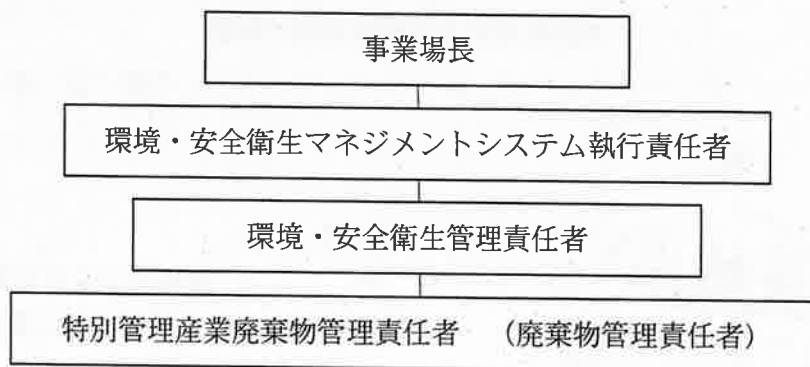 事業場長
環境・安全衛生マネジメントシステム執行責任者
環境・安全衛生管理責任者
特別管理産業廃棄物管理責任者　（廃棄物管理責任者）